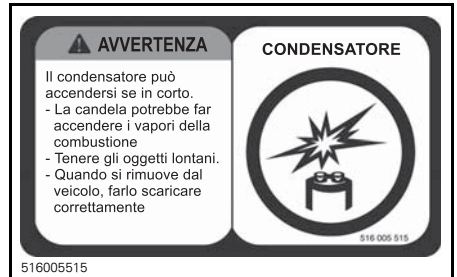 AVVERTENZA
Il condensatore può
accendersi se in corto.
- La candela potrebbe far
accendere i vapori della
combustione
- Tenere gli oggetti lontani.
- Quando si rimuove dal
veicolo, farlo scaricare
correttamente
CONDENSATORE
516 005 515
516005515